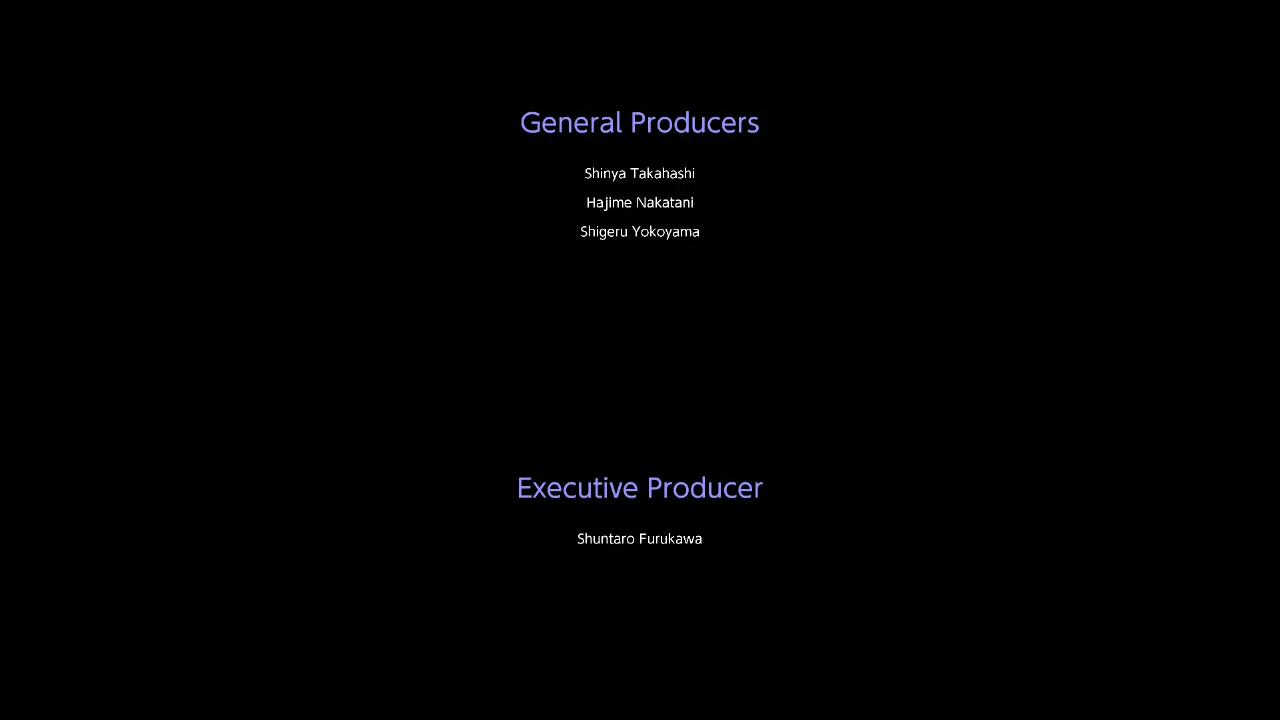 General Producers
Shinya Takahashi
Hajime Nakatani
Shigeru Yokoyama
Executive Producer
Shuntaro Furukawa